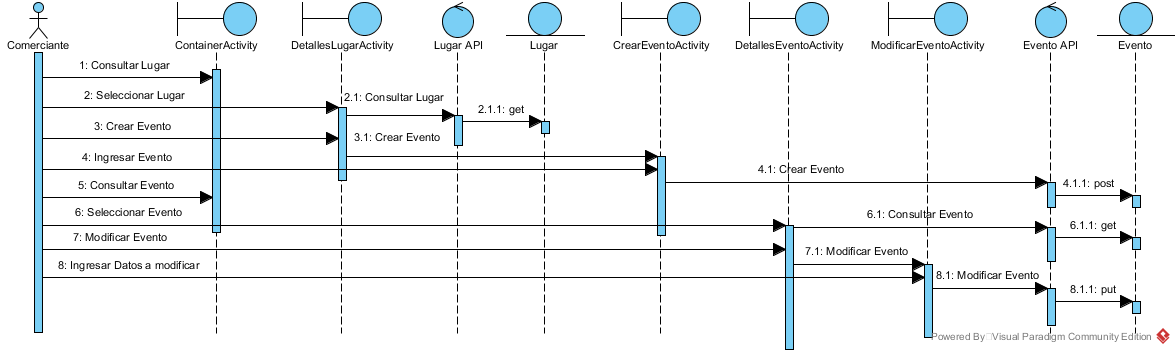 Comerciante
ContainerActivity
DetallesLugarActivity
Lugar API
Lugar
CrearEventoActivity
DetallesEventoActivity
ModificarEventoActivity
Evento API
Evento
1: Consultar Lugar
2: Seleccionar Lugar
2.1: Consultar Lugar
2.1.1: get
3: Crear Evento
3.1: Crear Evento
4: Ingresar Evento
4.1: Crear Evento
4.1.1: post
5: Consultar Evento
6: Seleccionar Evento
6.1: Consultar Evento
6.1.1: get
7: Modificar Evento
7.1: Modificar Evento
8: Ingresar Datos a modificar
8.1: Modificar Evento
8.1.1: put
Powered By Visual Paradigm Community Edition